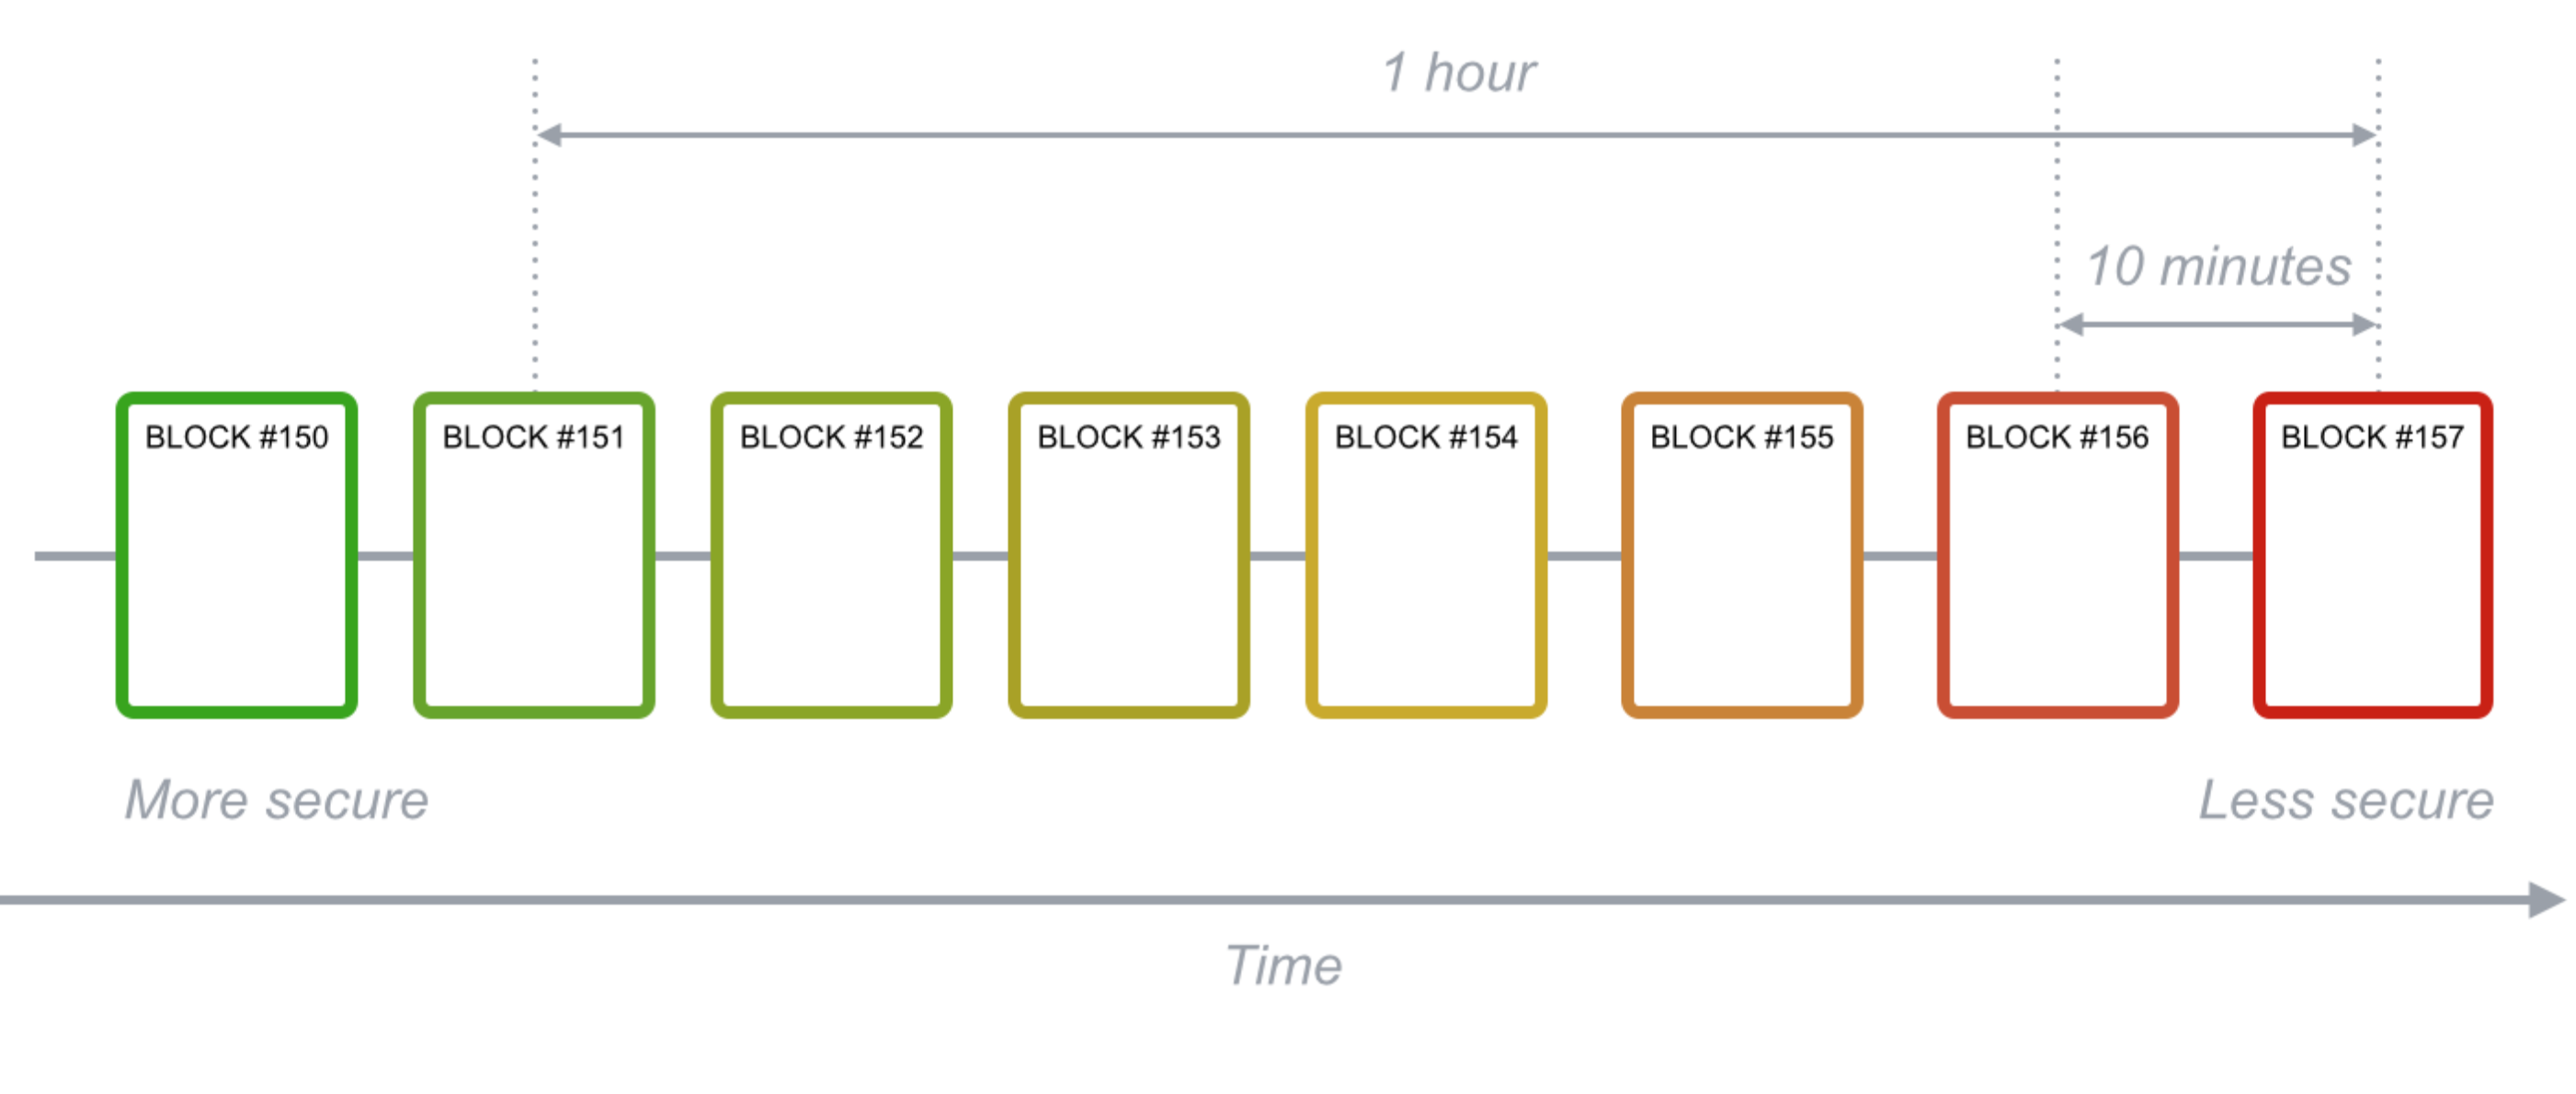 1 hour
10 minutes
BLOCK #150 BLOCK #151 BLOCK #152 BLOCK #153 BLOCK #154 BLOCK #155 BLOCK #156 BLOCK #157
More secure Less secure
Time